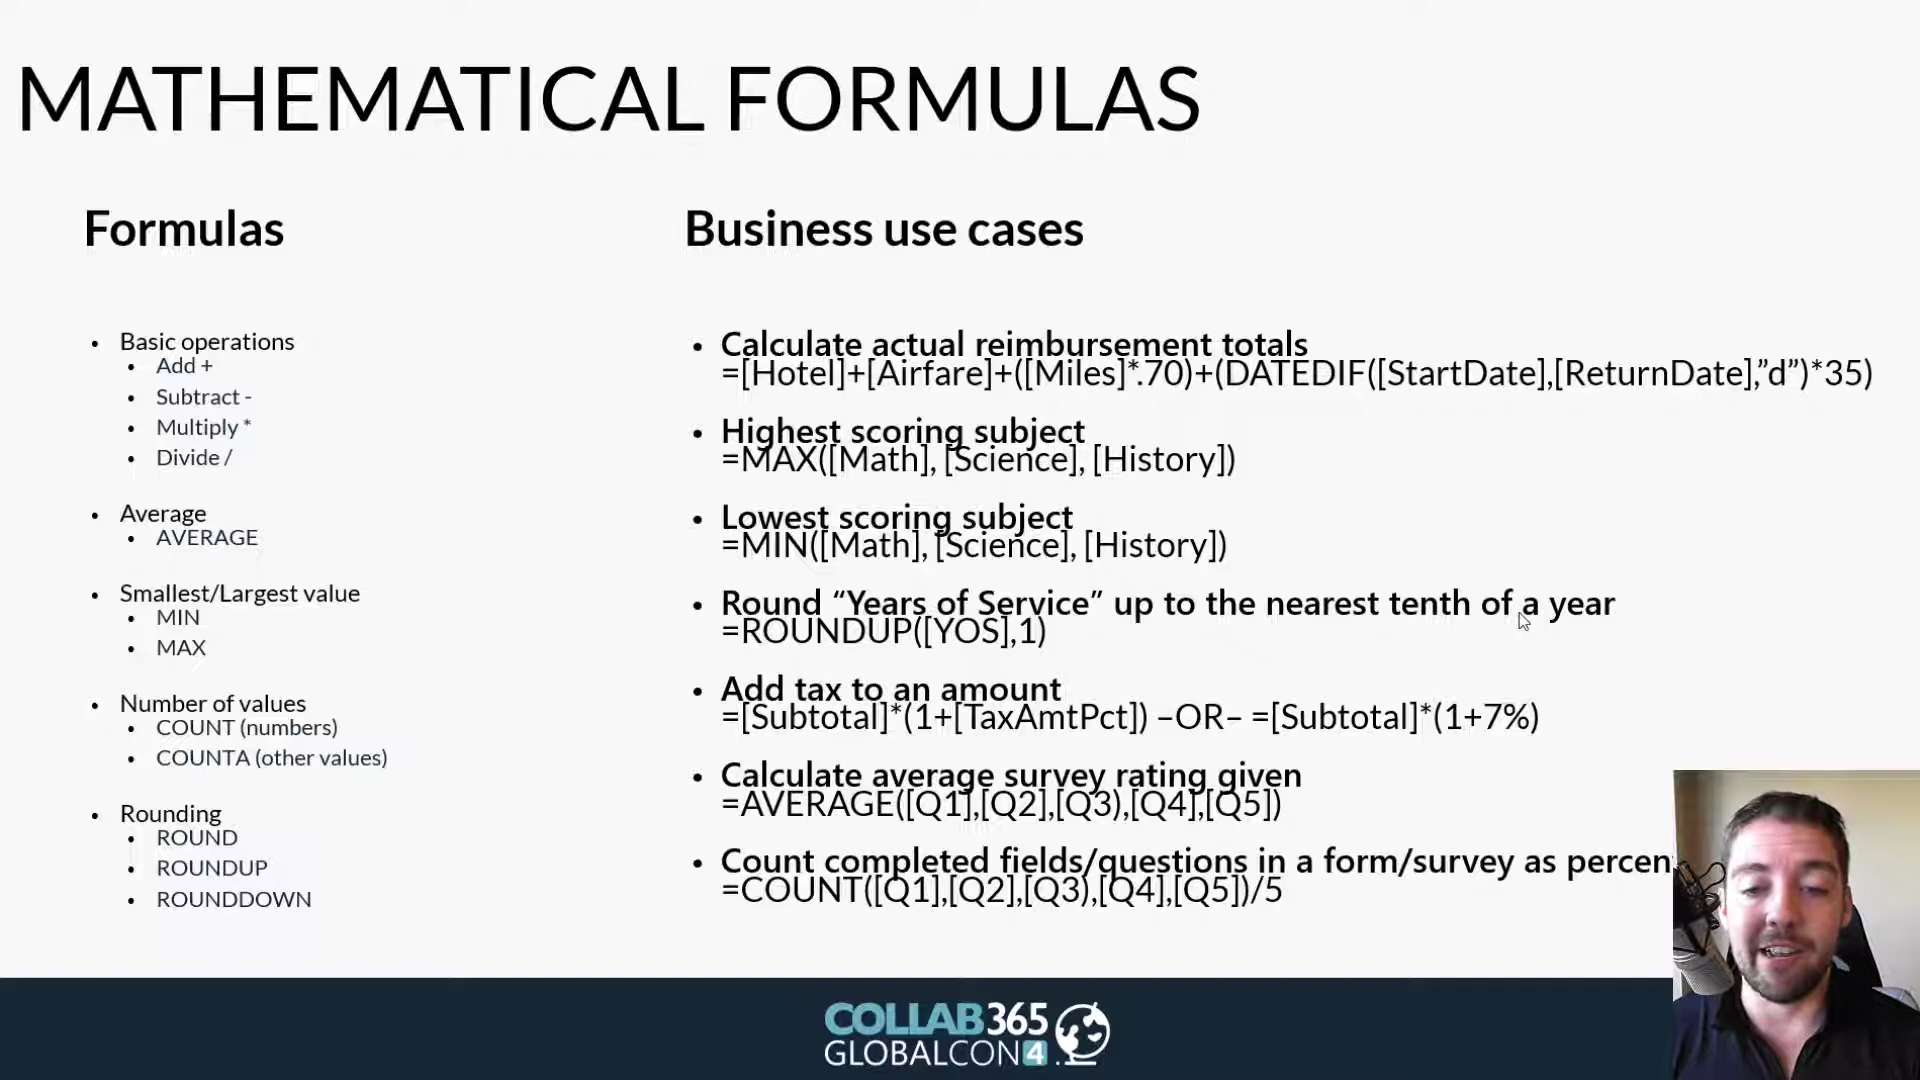 MATHEMATICAL FORMULAS
Formulas
Basic operations
Add +
Subtract -
Multiply *
Divide /
Average
AVERAGE
Smallest/Largest value
MIN
MAX
Number of values
COUNT (numbers)
COUNTA (other values)
Rounding
ROUND
ROUNDUP
ROUNDDOWN
Business use cases
Calculate actual reimbursement totals
=[Hotel]+[Airfare]+([Miles]*.70)+(DATEDIF([StartDate],[ReturnDate],”d”)*35)
Highest scoring subject
=MAX([Math], [Science], [History])
Lowest scoring subject
=MIN([Math], [Science], [History])
Round “Years of Service” up to the nearest tenth of a year
=ROUNDUP([YOS],1)
Add tax to an amount
=[Subtotal]*(1+[TaxAmtPct]) –OR– =[Subtotal]*(1+7%)
Calculate average survey rating given
=AVERAGE([Q1],[Q2],[Q3),[Q4],[Q5])
Count completed fields/questions in a form/survey as percen
=COUNT([Q1],[Q2],[Q3),[Q4],[Q5])/5
COLLAB365
GLOBALCON4